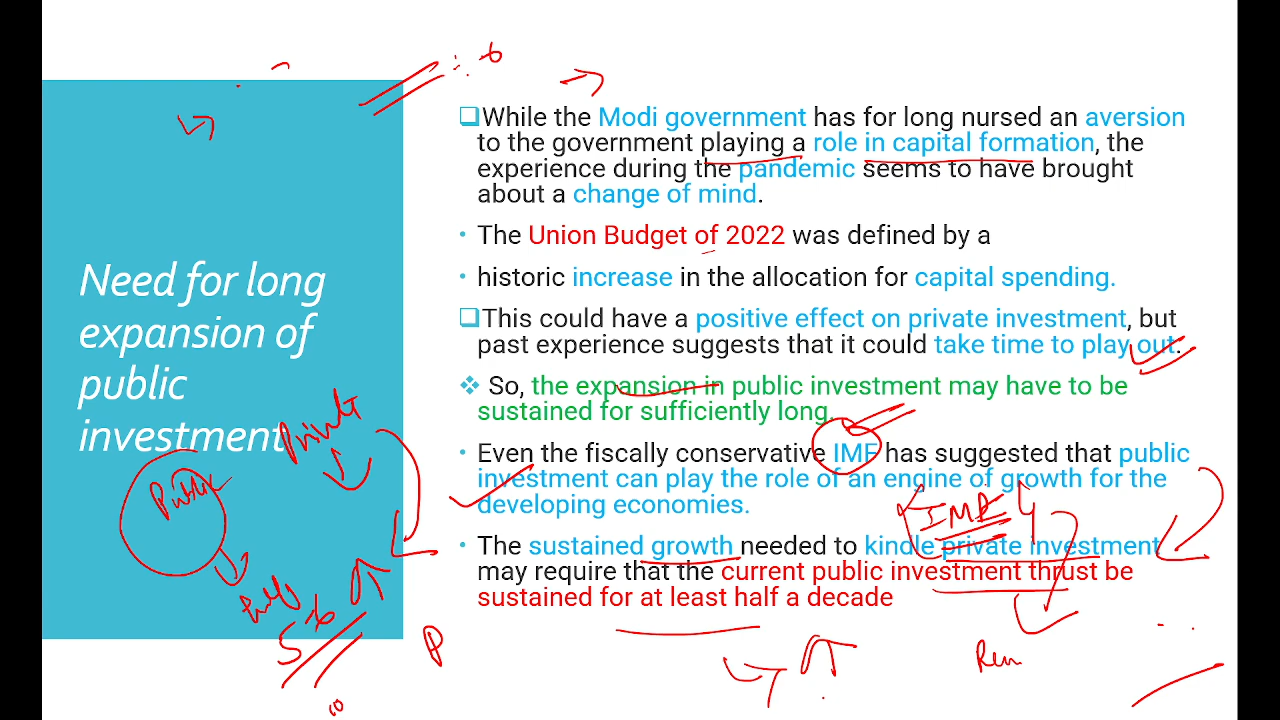 Need for long
expansion of
public
investment
While the Modi government has for long nursed an aversion
to the government playing a role in capital formation, the
experience during the pandemic seems to have brought
about a change of mind.
• The Union Budget of 2022 was defined by a
• historic increase in the allocation for capital spending.
This could have a positive effect on private investment, but
past experience suggests that it could take time to play out.
So, the expansion in public investment may have to be
sustained for sufficiently long.
• Even the fiscally conservative IMF has suggested that public
investment can play the role of an engine of growth for the
developing economies.
• The sustained growth needed to kindle private investment
may require that the current public investment thrust be
sustained for at least half a decade
Public
IMF
P